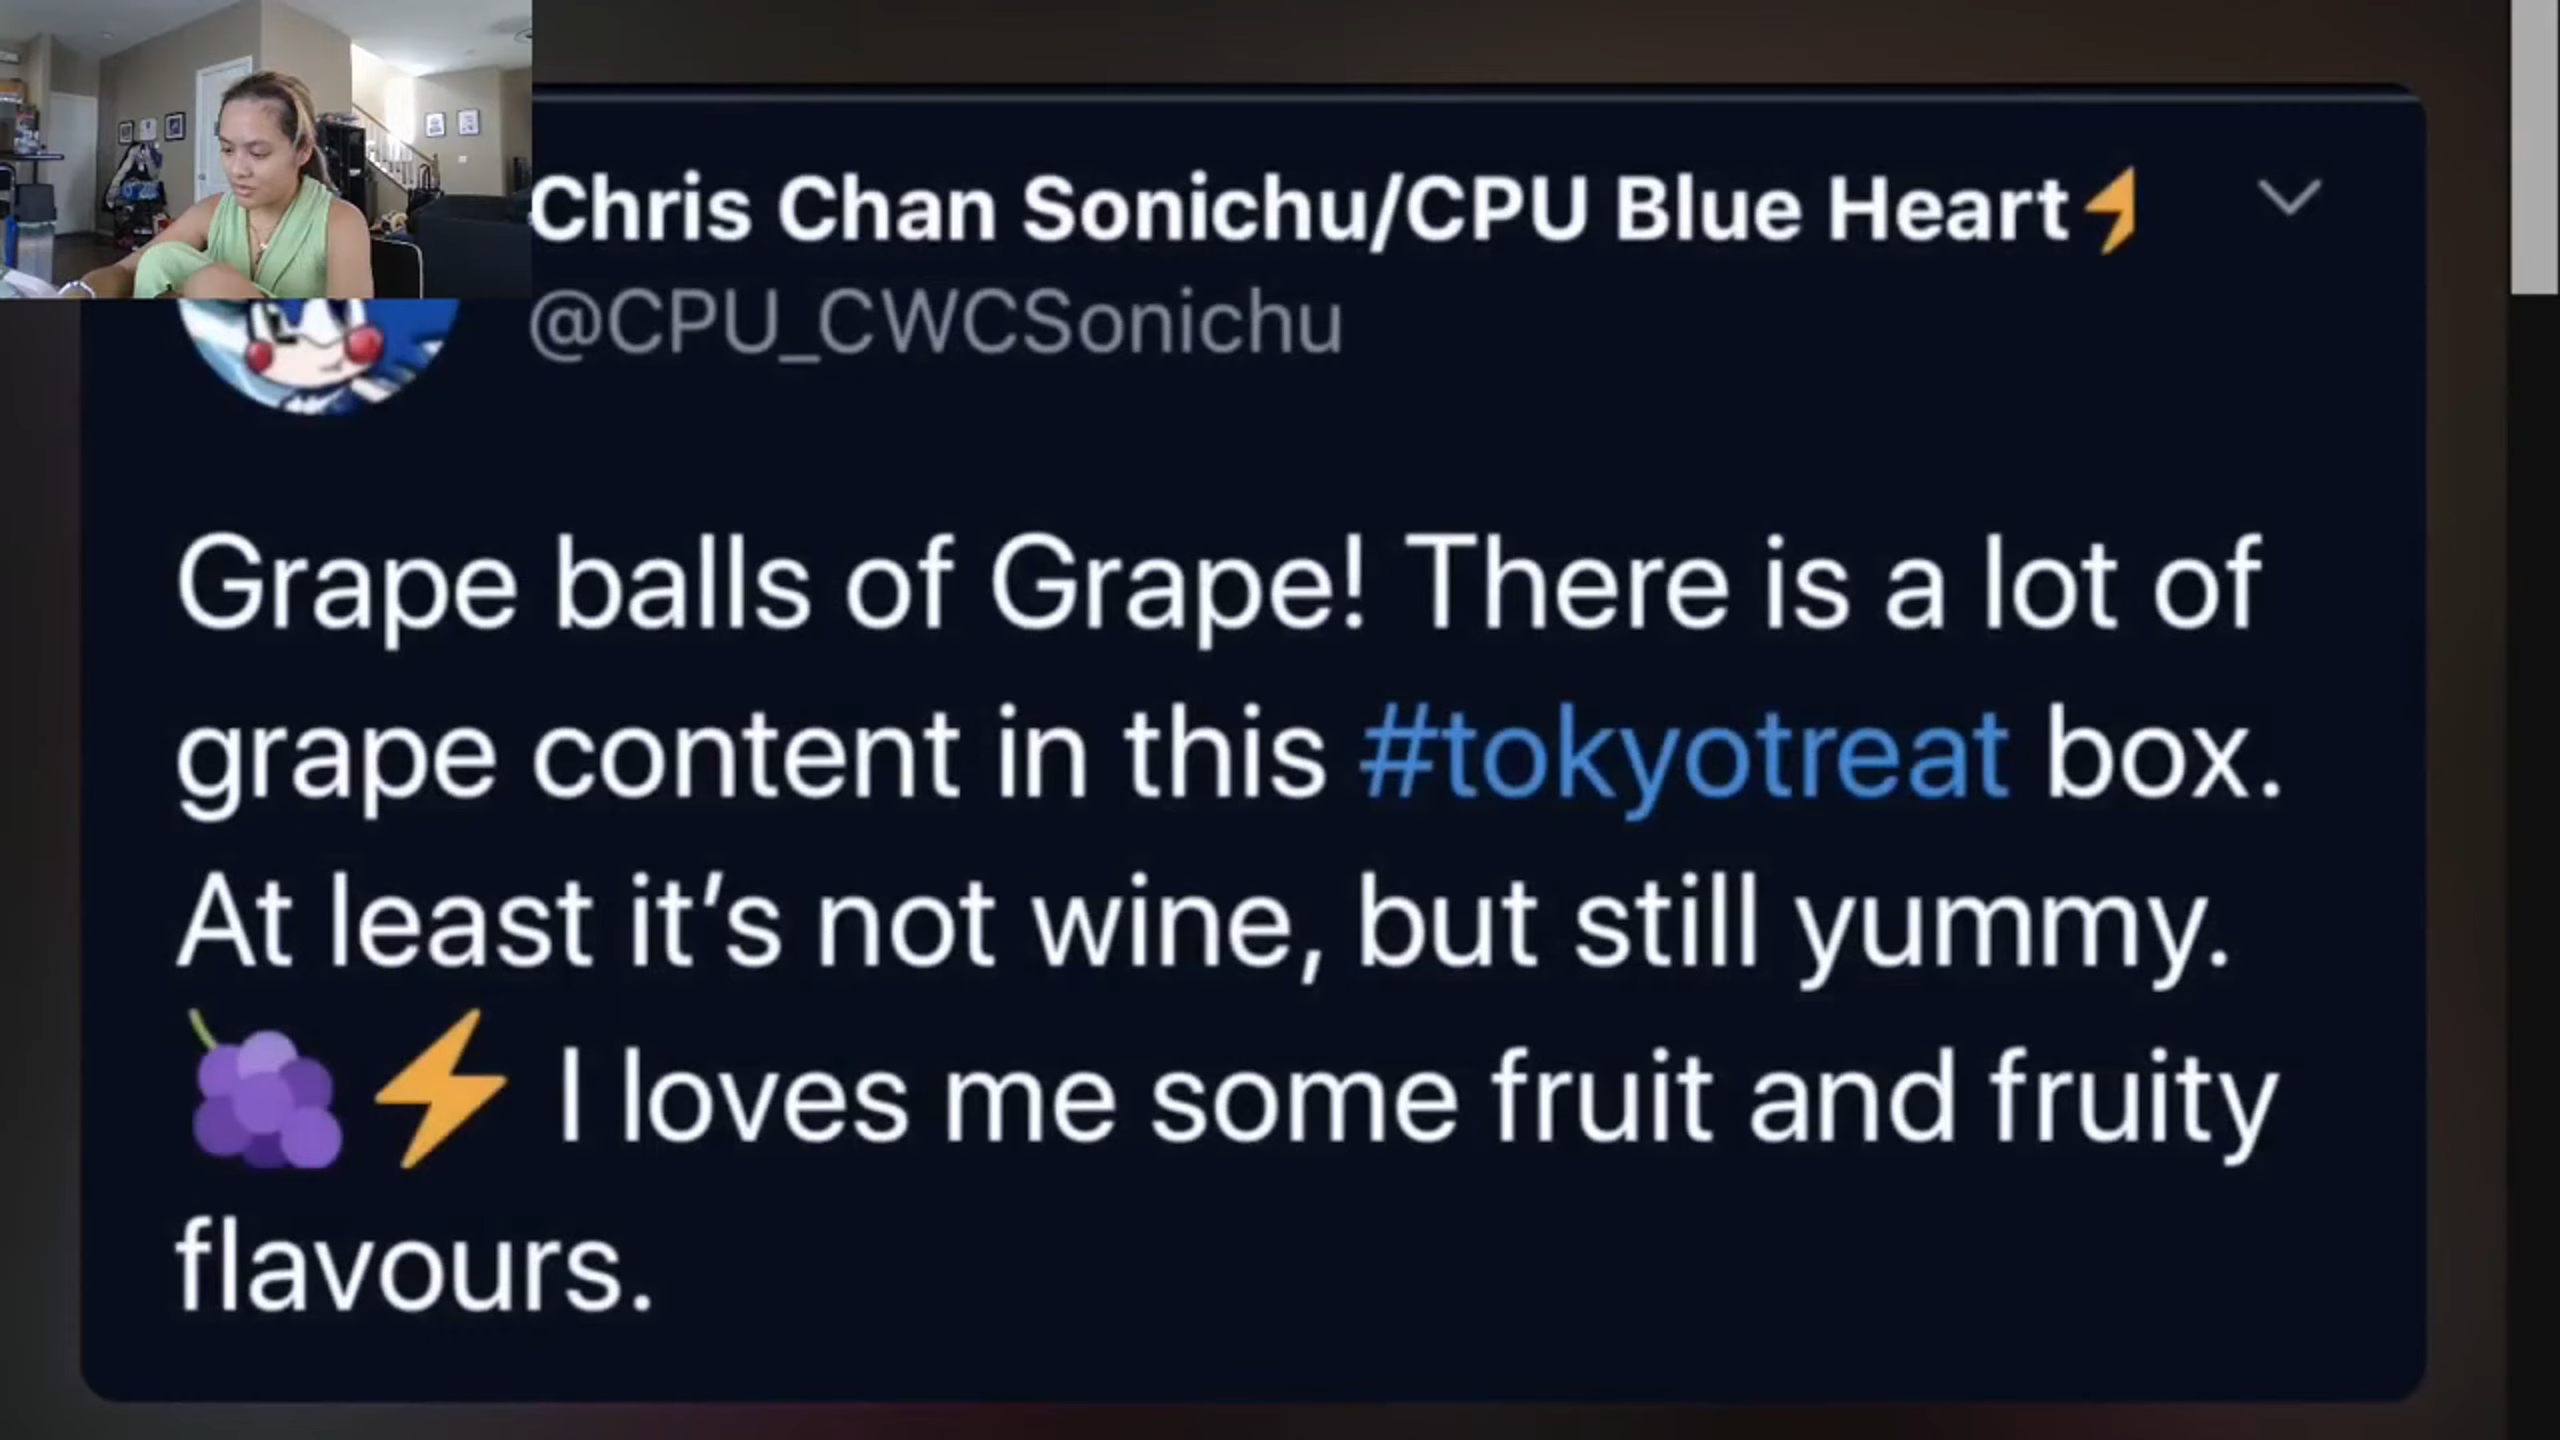 Chris Chan Sonichu/CPU Blue Heart⚡
@CPU_CWCSonichu
Grape balls of Grape! There is a lot of
grape content in this #tokyotreat box.
At least it’s not wine, but still yummy.
🍇⚡ I loves me some fruit and fruity
flavours.